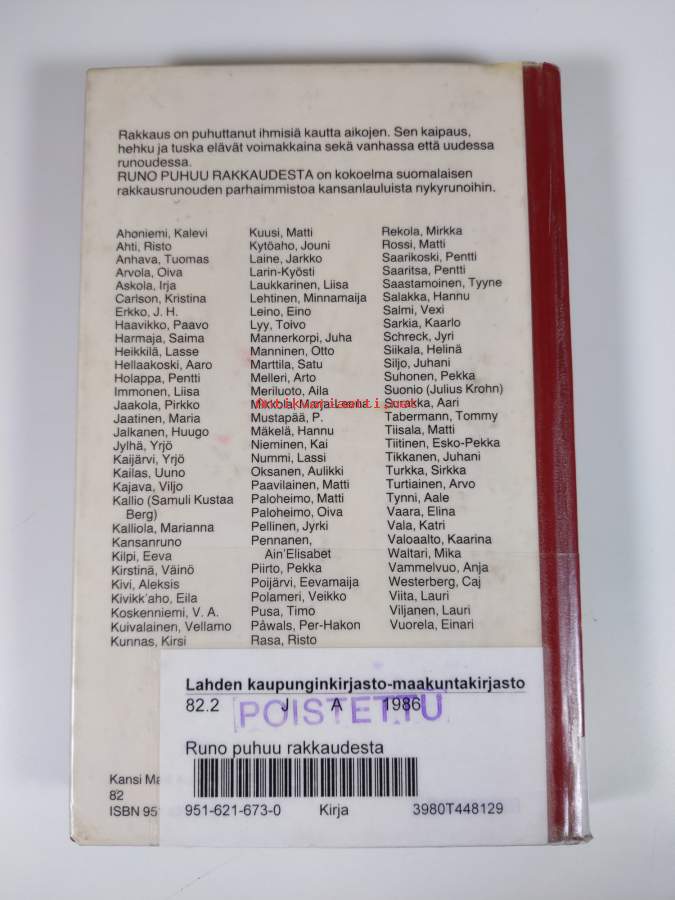 Rakkaus on puhuttanut ihmisiä kautta aikojen. Sen kaipaus,
hehku ja tuska elävät voimakkaina sekä vanhassa että uudessa
runoudessa.
RUNO PUHUU RAKKAUDESTA on kokoelma suomalaisen
rakkausrunouden parhaimmistoa kansanlauluista nykyrunoihin.
Ahoniemi, Kalevi
Ahti, Risto
Anhava, Tuomas
Arvola, Oiva
Askola, Irja
Carlson, Kristina
Erkko, J. H.
Haavikko, Paavo
Harmaja, Saima
Heikkilä, Lasse
Hellaakoski, Aaro
Holappa, Pentti
Immonen, Liisa
Jaakola, Pirkko
Jaatinen, Maria
Jalkanen, Huugo
Jylhä, Yrjö
Kaijärvi, Yrjö
Kailas, Uuno
Kajava, Viljo
Kallio (Samuli Kustaa
Berg)
Kalliola, Marianna
Kansanruno
Kilpi, Eeva
Kirstinä, Väinö
Kivi, Aleksis
Kivikk'aho, Eila
Koskenniemi, V. A.
Kuivalainen, Vellamo
Kunnas, Kirsi
Kuusi, Matti
Kytöaho, Jouni
Laine, Jarkko
Larin-Kyösti
Laukkarinen, Liisa
Lehtinen, Minnamaija
Leino, Eino
Lyy, Toivo
Mannerkorpi, Juha
Manninen, Otto
Marttila, Satu
Melleri, Arto
Meriluoto, Aila
Mikkola, Marja-Leena
Mustapää, P.
Mäkelä, Hannu
Nieminen, Kai
Nummi, Lassi
Oksanen, Aulikki
Paavilainen, Matti
Paloheimo, Matti
Paloheimo, Oiva
Pellinen, Jyrki
Pennanen,
Ain'Elisabet
Piirto, Pekka
Poijärvi, Eevamaija
Polameri, Veikko
Pusa, Timo
Påwals, Per-Hakon
Rasa, Risto
Rekola, Mirkka
Rossi, Matti
Saarikoski, Pentti
Saaritsa, Pentti
Saastamoinen, Tyyne
Salakka, Hannu
Salmi, Vexi
Sarkia, Kaarlo
Schreck, Jyri
Siikala, Helinä
Siljo, Juhani
Suhonen, Pekka
Suonio (Julius Krohn)
Surakka, Aari
Tabermann, Tommy
Tiisala, Matti
Tiitinen, Esko-Pekka
Tikkanen, Juhani
Turkka, Sirkka
Turtiainen, Arvo
Tynni, Aale
Vaara, Elina
Vala, Katri
Valoaalto, Kaarina
Waltari, Mika
Vammelvuo, Anja
Westerberg, Caj
Viita, Lauri
Viljanen, Lauri
Vuorela, Einari
Lahden kaupunginkirjasto-maakuntakirjasto
82.2 J A 1986
POISTETTU
Runo puhuu rakkaudesta
951-621-673-0 Kirja 3980T448129
Kansi
82
ISBN 951